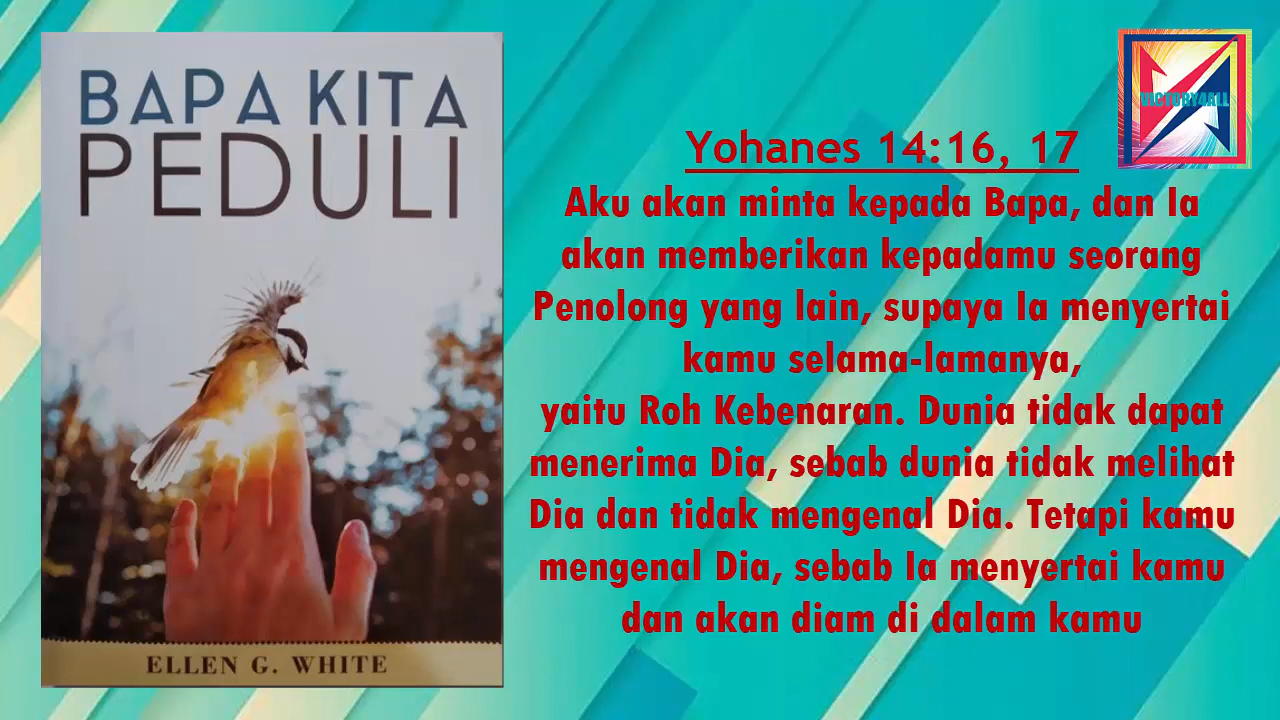 BAPA KITA
PEDULI
ELLEN G. WHITE
VICTORY4ALL
Yohanes 14:16, 17
Aku akan minta kepada Bapa, dan Ia
akan memberikan kepadamu seorang
Penolong yang lain, supaya Ia menyertai
kamu selama-lamanya,
yaitu Roh Kebenaran. Dunia tidak dapat
menerima Dia, sebab dunia tidak melihat
Dia dan tidak mengenal Dia. Tetapi kamu
mengenal Dia, sebab Ia menyertai kamu
dan akan diam di dalam kamu